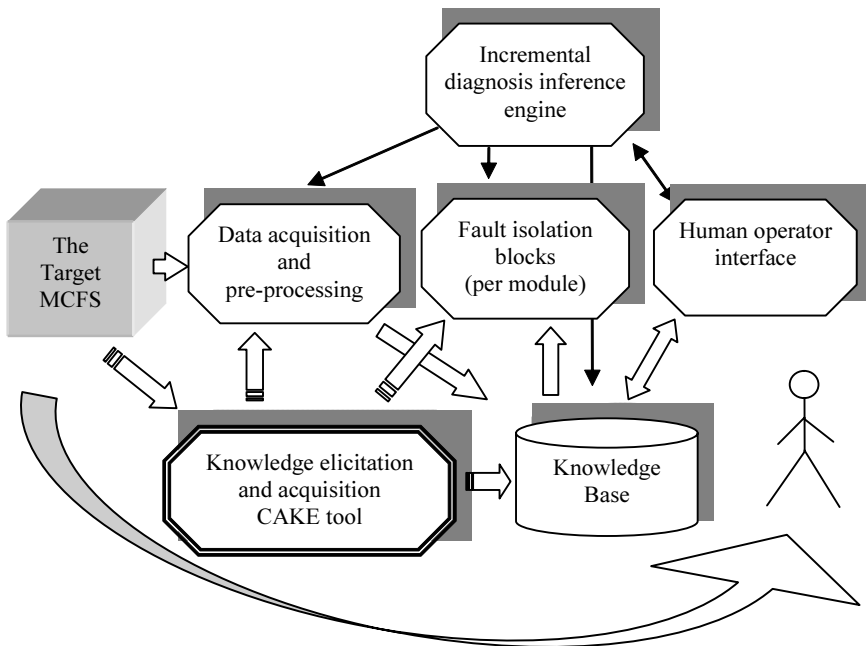 Incremental
diagnosis inference
engine
The
Target
MCFS
Data acquisition
and
pre-processing
Fault isolation
blocks
(per module)
Human operator
interface
Knowledge elicitation
and acquisition
CAKE tool
Knowledge
Base